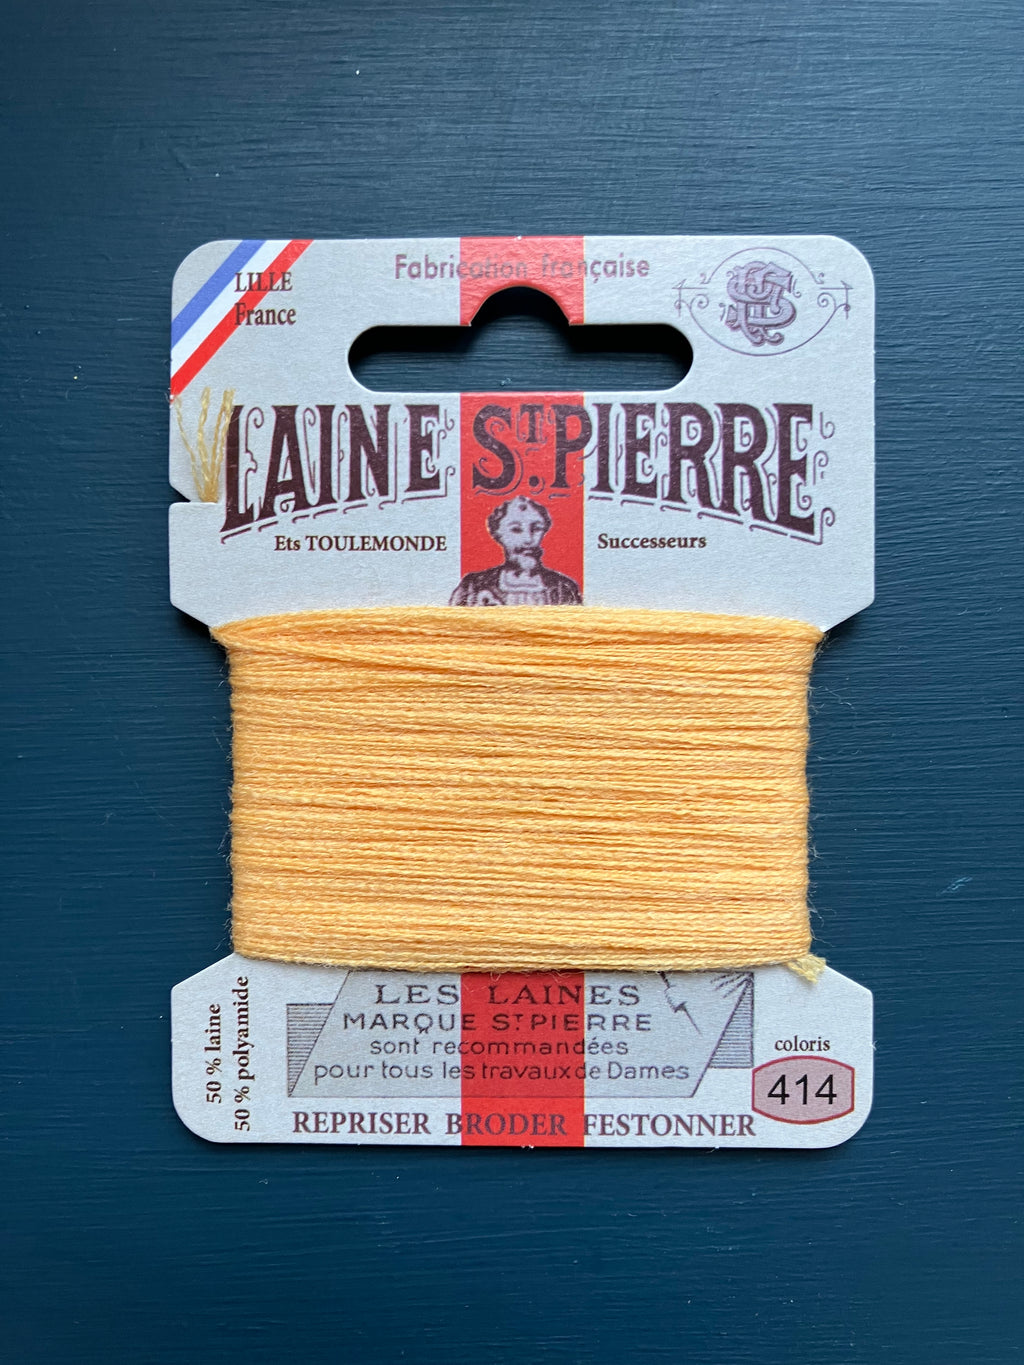 Fabrication française
LILLE
France
LAINE ST. PIERRE
Ets TOULEMONDE Successeurs
LES LAINES
MARQUE ST PIERRE
sont recommandées
pour tous les travaux de Dames
REPRISER BRODER FESTONNER
50 % laine
50 % polyamide
coloris
414